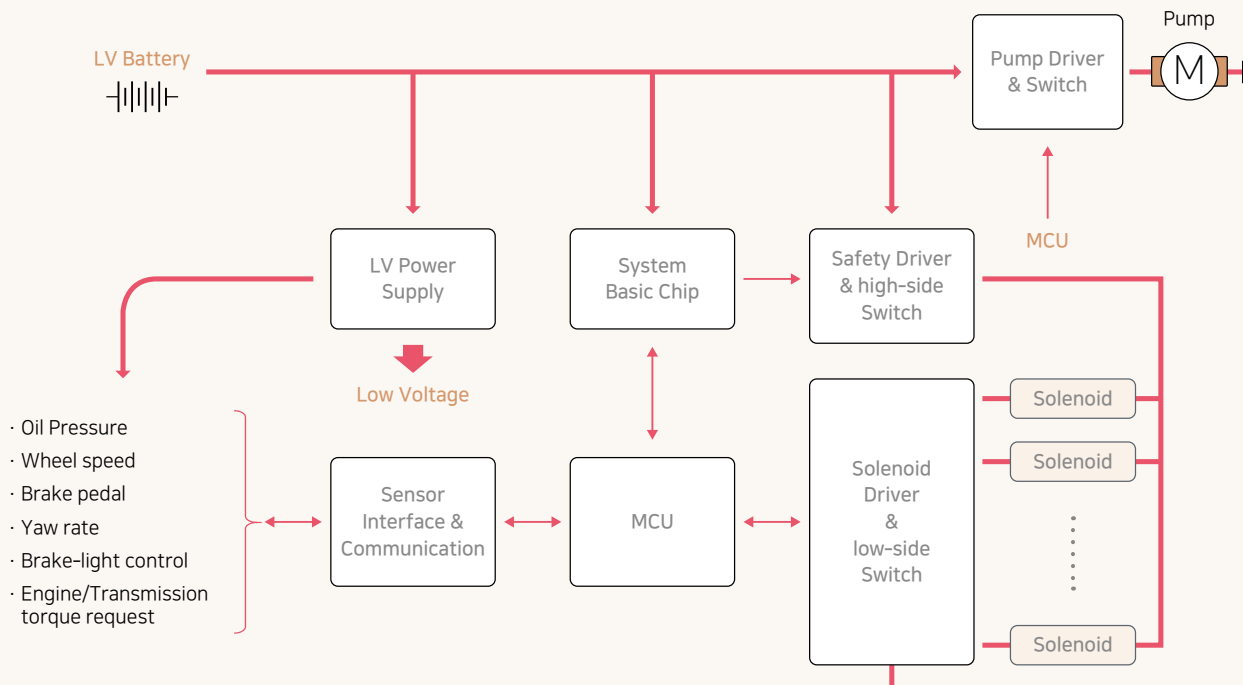 Pump
LV Battery
Pump Driver
& Switch
M
MCU
LV Power
Supply
System
Basic Chip
Safety Driver
& high-side
Switch
Low Voltage
· Oil Pressure
· Wheel speed
· Brake pedal
· Yaw rate
· Brake-light control
· Engine/Transmission
torque request
Sensor
Interface &
Communication
MCU
Solenoid
Driver
&
low-side
Switch
Solenoid
Solenoid
Solenoid